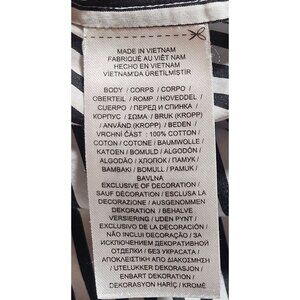 MADE IN VIETNAM
FABRIQUÉ AU VIÊT NAM
HECHO EN VIETNAM
VIETNAM'DA ÜRETİLMİŞTİR
BODY / CORPS / CORPO /
OBERTEIL / ROMP / HOVEDDEL /
CUERPO / ПЕРЕД И СПИНКА /
КОРПУС / ΣΩΜΑ / BRUK (KROPP) /
ANVÄND (KROPP) / BEDEN /
VRCHNÍ ČÁST : 100% COTTON /
COTON / COTONE / BAUMWOLLE /
KATOEN / BOMULD / ALGODÓN /
ALGODÃO / ХЛОПОК / ПАМУК /
BAMBAKI / BOMULL / PAMUK /
BAVLNA
EXCLUSIVE OF DECORATION /
SAUF DÉCORATION / ESCLUSA LA
DECORAZIONE / AUSGENOMMEN
DEKORATION / BEHALVE
VERSIERING / UDEN PYNT /
EXCLUSIVO DE LA DECORACIÓN /
NÃO INCLUI DECORAÇÃO / ЗА
ИСКЛЮЧЕНИЕМ ДЕКОРАТИВНОЙ
ОТДЕЛКИ / БЕЗ УКРАСАТА /
ΑΠΟΚΛΕΙΣΤΙΚΗ ΑΠΟ ΔΙΑΚΟΣΜΗΣΗ
/ UTELUKKER DEKORASJON /
ENBART DEKORATION /
DEKORASYON HARİÇ / KROMĚ